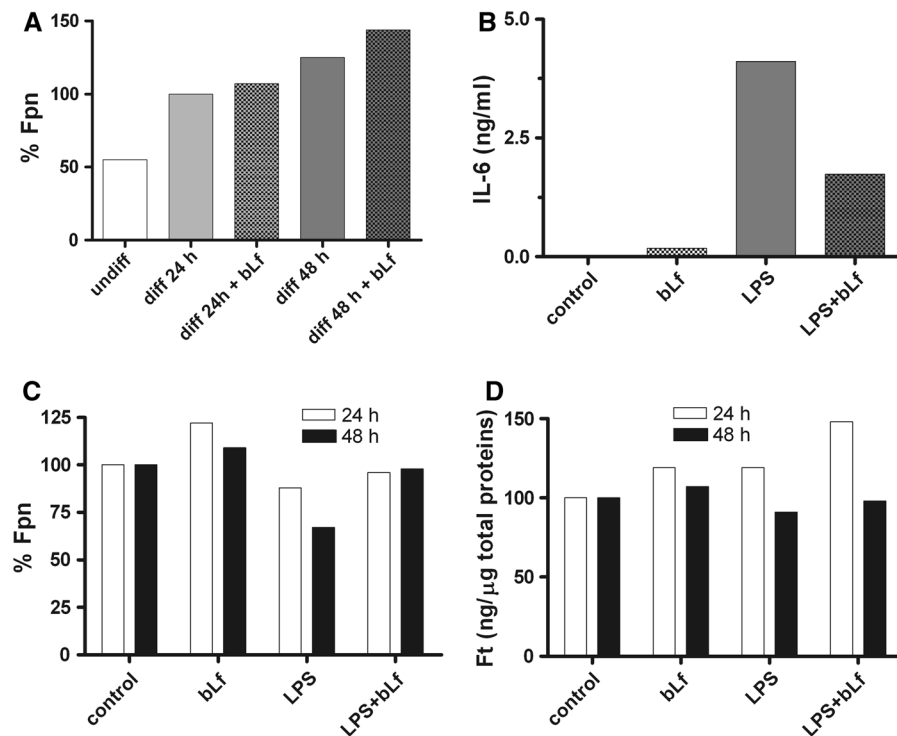 A
% Fpn
150
100
50
0
undiff
diff 24 h
diff 24h + bLf
diff 48 h
diff 48 h + bLf
B
IL-6 (ng/ml)
5.0
2.5
0.0
control
bLf
LPS
LPS+bLf
C
% Fpn
125
100
75
50
25
0
24 h
48 h
control
bLf
LPS
LPS+bLf
D
Ft (ng/μg total proteins)
150
100
50
0
24 h
48 h
control
bLf
LPS
LPS+bLf